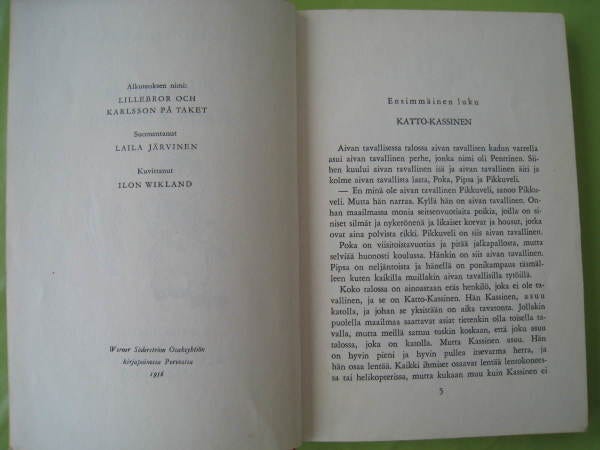 Alkuteoksen nimi:
LILLEBROR OCH
KARLSSON PÅ TAKET
Suomentanut
LAILA JÄRVINEN
Kuvittanut
ILON WIKLAND
Werner Söderström Osakeyhtiön
kirjapainossa Porvoossa
1956
Ensimmäinen luku
KATTO-KASSINEN
Aivan tavallisessa talossa aivan tavallisen kadun varrella
asui aivan tavallinen perhe, jonka nimi oli Penttinen. Sii-
hen kuului aivan tavallinen isä ja aivan tavallinen äiti ja
kolme aivan tavallista lasta, Poka, Pipsa ja Pikkuveli.
— En minä ole aivan tavallinen Pikkuveli, sanoo Pikku-
veli. Mutta hän narraa. Kyllä hän on aivan tavallinen. On-
han maailmassa monia seitsenvuotiaita poikia, joilla on si-
niset silmät ja nykerönenä ja likaiset korvat ja housut, jotka
ovat aina polvista rikki. Pikkuveli on siis aivan tavallinen.
Poka on viisitoistavuotias ja pitää jalkapallosta, mutta
selviää huonosti koulussa. Hänkin on siis aivan tavallinen.
Pipsa on neljäntoista ja hänellä on ponikampaus täsmäl-
leen kuten kaikilla muillakin aivan tavallisilla tytöillä.
Koko talossa on ainoastaan eräs henkilö, joka ei ole ta-
vallinen, ja se on Katto-Kassinen. Hän Kassinen, asuu
katolla, ja johan se yksistään on aika tavatonta. Jollakin
puolella maailmaa saattavat asiat tietenkin olla toisella taval-
la, mutta meillä sattuu tuskin koskaan, että joku asuu
talossa, joka on katolla. Mutta Kassinen asuu. Hän
on hyvin pieni ja hyvin pullea itsevarma herra, ja
hän osaa lentää. Kaikki ihmiset osaavat lentää lentokonees-
sa tai helikopterissa, mutta kukaan muu kuin Kassinen ei
5